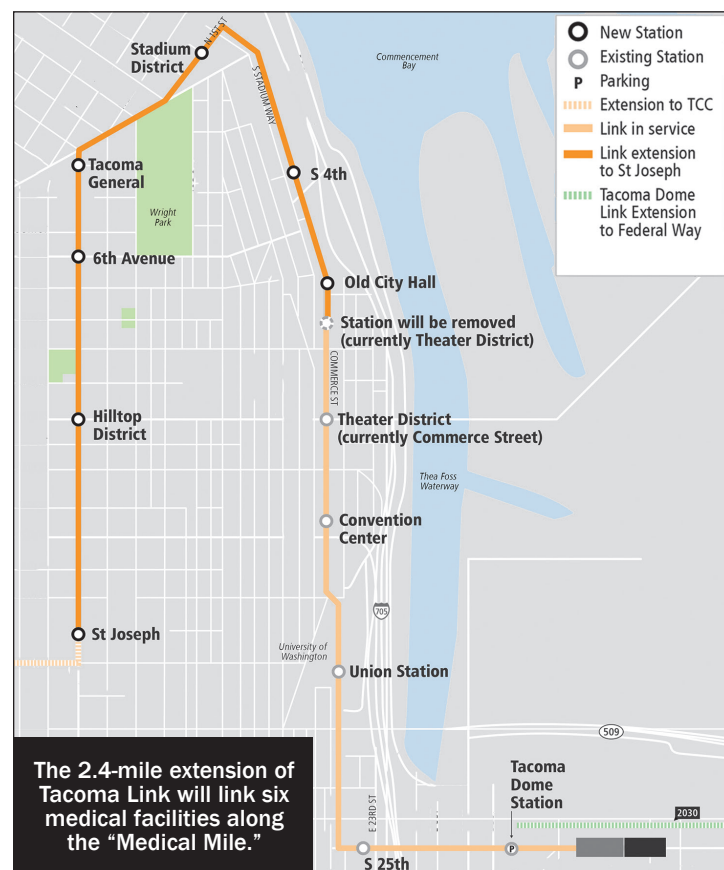 N 1ST ST
Stadium
District
S STADIUM WAY
Commencement
Bay
New Station
Existing Station
P
Parking
Extension to TCC
Link in service
Link extension
to St Joseph
Tacoma Dome
Link Extension
to Federal Way
Tacoma
General
S 4th
Wright
Park
6th Avenue
Old City Hall
Station will be removed
(currently Theater District)
COMMERCE ST
Hilltop
District
Theater District
(currently Commerce Street)
Thea Foss
Waterway
Convention
Center
705
St Joseph
University of
Washington
Union Station
509
The 2.4-mile extension of
Tacoma Link will link six
medical facilities along
the “Medical Mile.”
E 23RD ST
Tacoma
Dome
Station
2030
P
S 25th